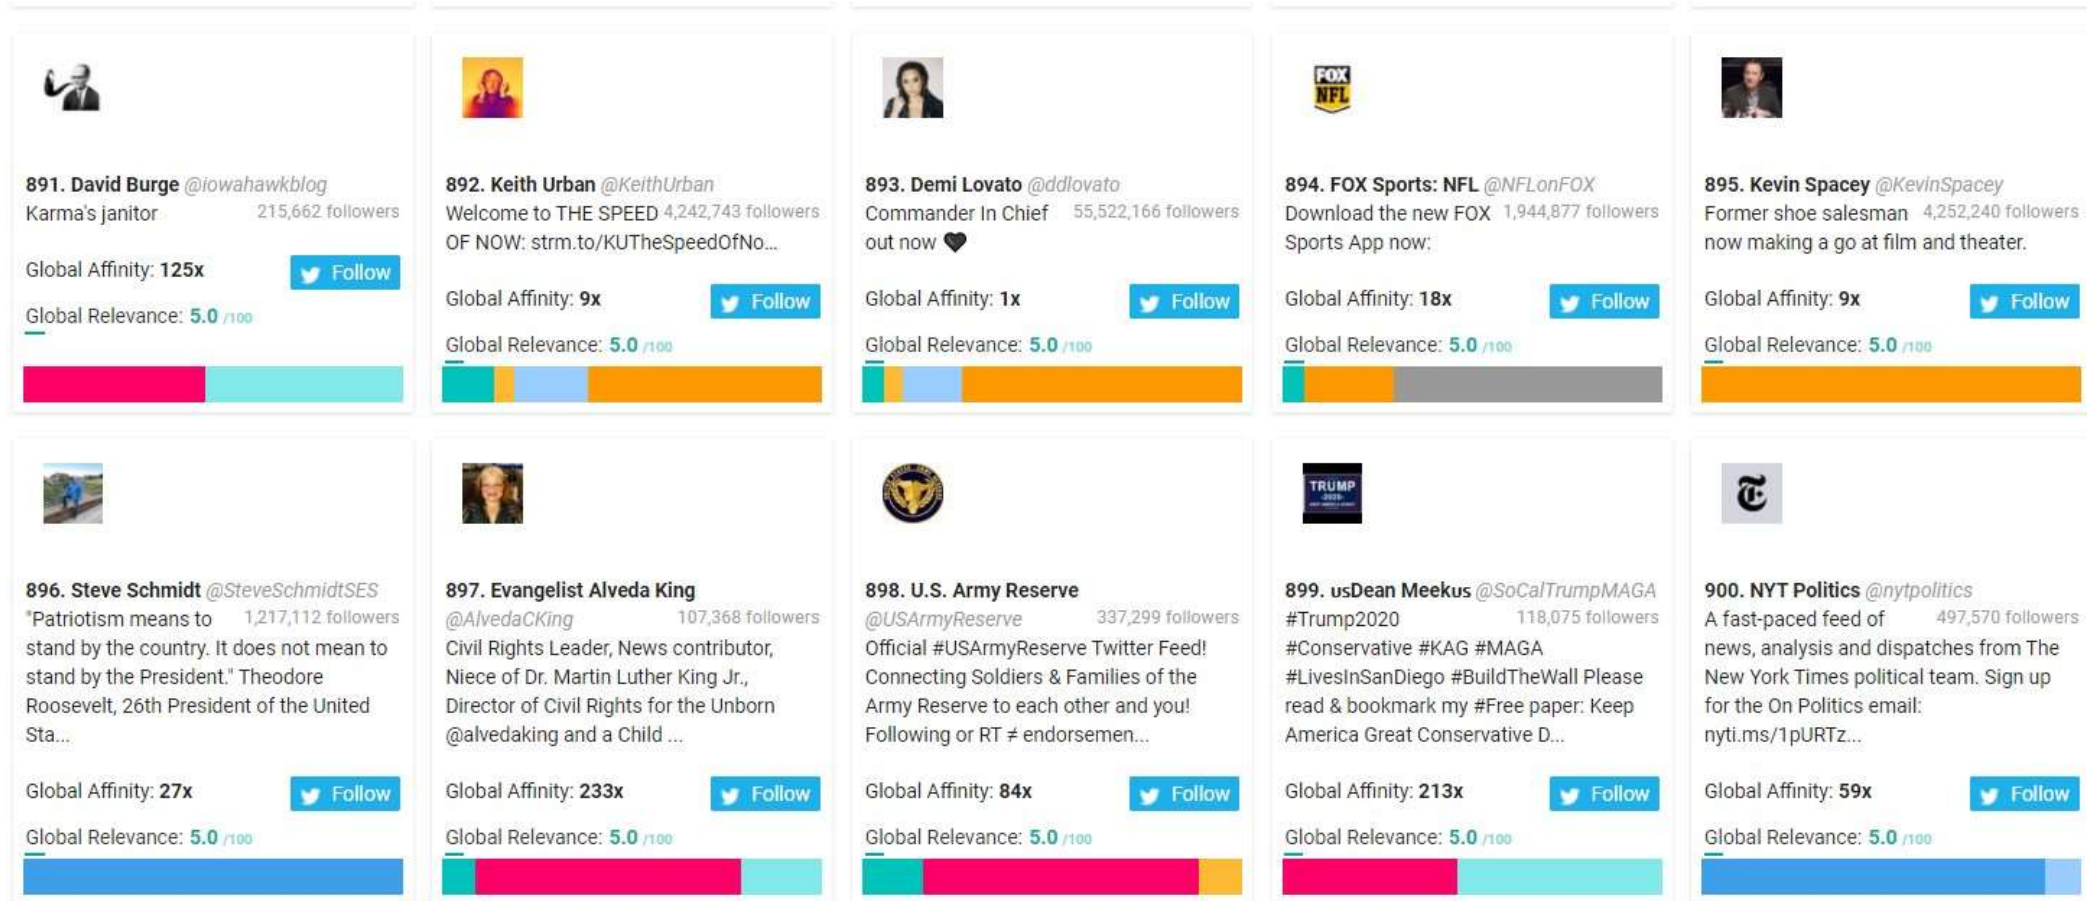 FOX
NFL
891. David Burge @iowahawkblog
Karma's janitor 215,662 followers
Global Affinity: 125x
Follow
Global Relevance: 5.0 /100
892. Keith Urban @KeithUrban
Welcome to THE SPEED 4,242,743 followers
OF NOW: strm.to/KUTheSpeedOfNo...
Global Affinity: 9x
Follow
Global Relevance: 5.0 /100
893. Demi Lovato @ddlovato
Commander In Chief 55,522,166 followers
out now 🖤
Global Affinity: 1x
Follow
Global Relevance: 5.0 /100
894. FOX Sports: NFL @NFLonFOX
Download the new FOX 1,944,877 followers
Sports App now:
Global Affinity: 18x
Follow
Global Relevance: 5.0 /100
895. Kevin Spacey @KevinSpacey
Former shoe salesman 4,252,240 followers
now making a go at film and theater.
Global Affinity: 9x
Follow
Global Relevance: 5.0 /100
896. Steve Schmidt @SteveSchmidtSES
"Patriotism means to 1,217,112 followers
stand by the country. It does not mean to
stand by the President." Theodore
Roosevelt, 26th President of the United
Sta...
Global Affinity: 27x
Follow
Global Relevance: 5.0 /100
897. Evangelist Alveda King
@AlvedaCKing 107,368 followers
Civil Rights Leader, News contributor,
Niece of Dr. Martin Luther King Jr.,
Director of Civil Rights for the Unborn
@alvedaking and a Child ...
Global Affinity: 233x
Follow
Global Relevance: 5.0 /100
898. U.S. Army Reserve
@USArmyReserve 337,299 followers
Official #USArmyReserve Twitter Feed!
Connecting Soldiers & Families of the
Army Reserve to each other and you!
Following or RT ≠ endorsemen...
Global Affinity: 84x
Follow
Global Relevance: 5.0 /100
TRUMP
899. usDean Meekus @SoCalTrumpMAGA
#Trump2020 118,075 followers
#Conservative #KAG #MAGA
#LivesInSanDiego #BuildTheWall Please
read & bookmark my #Free paper: Keep
America Great Conservative D...
Global Affinity: 213x
Follow
Global Relevance: 5.0 /100
900. NYT Politics @nytpolitics
A fast-paced feed of 497,570 followers
news, analysis and dispatches from The
New York Times political team. Sign up
for the On Politics email:
nyti.ms/1pURTz...
Global Affinity: 59x
Follow
Global Relevance: 5.0 /100